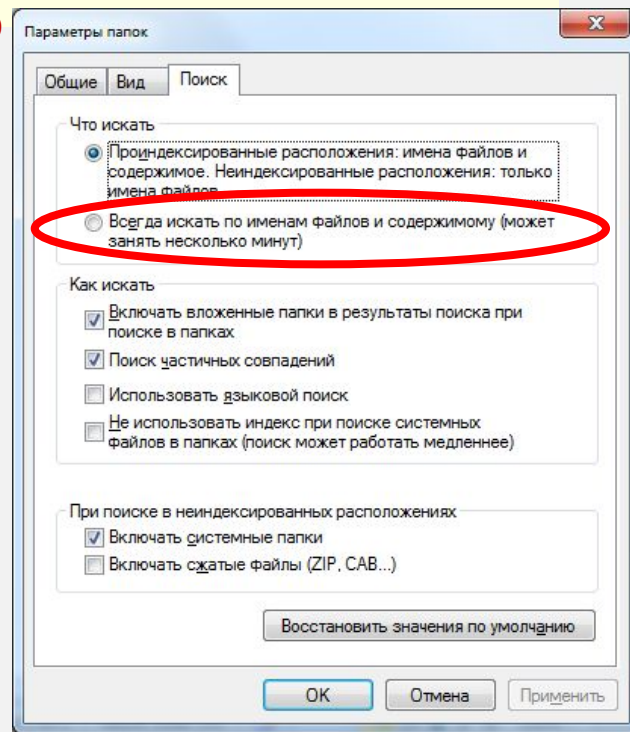 Параметры папок
Общие
Вид
Поиск
Что искать
Проиндексированные расположения: имена файлов и
содержимое. Неиндексированные расположения: только
имена файлов
Всегда искать по именам файлов и содержимому (может
занять несколько минут)
Как искать
Включать вложенные папки в результаты поиска при
поиске в папках
Поиск частичных совпадений
Использовать языковой поиск
Не использовать индекс при поиске системных
файлов в папках (поиск может работать медленнее)
При поиске в неиндексированных расположениях
Включать системные папки
Включать сжатые файлы (ZIP, CAB...)
Восстановить значения по умолчанию
OK
Отмена
Применить